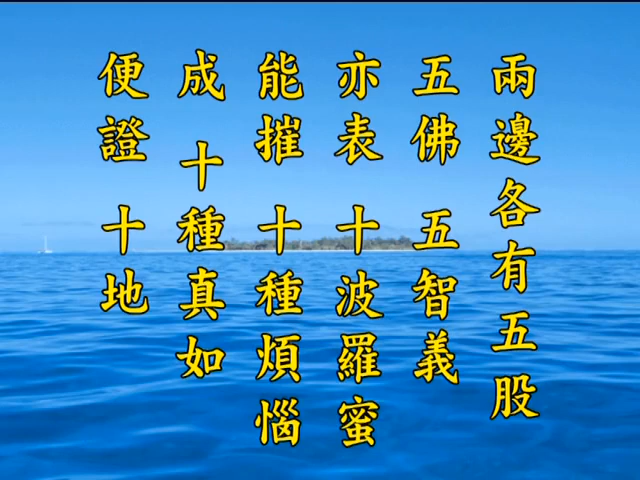 兩邊各有五股
五佛 五智義
亦表 十波羅蜜
能摧 十種煩惱
成 十種真如
便證 十地